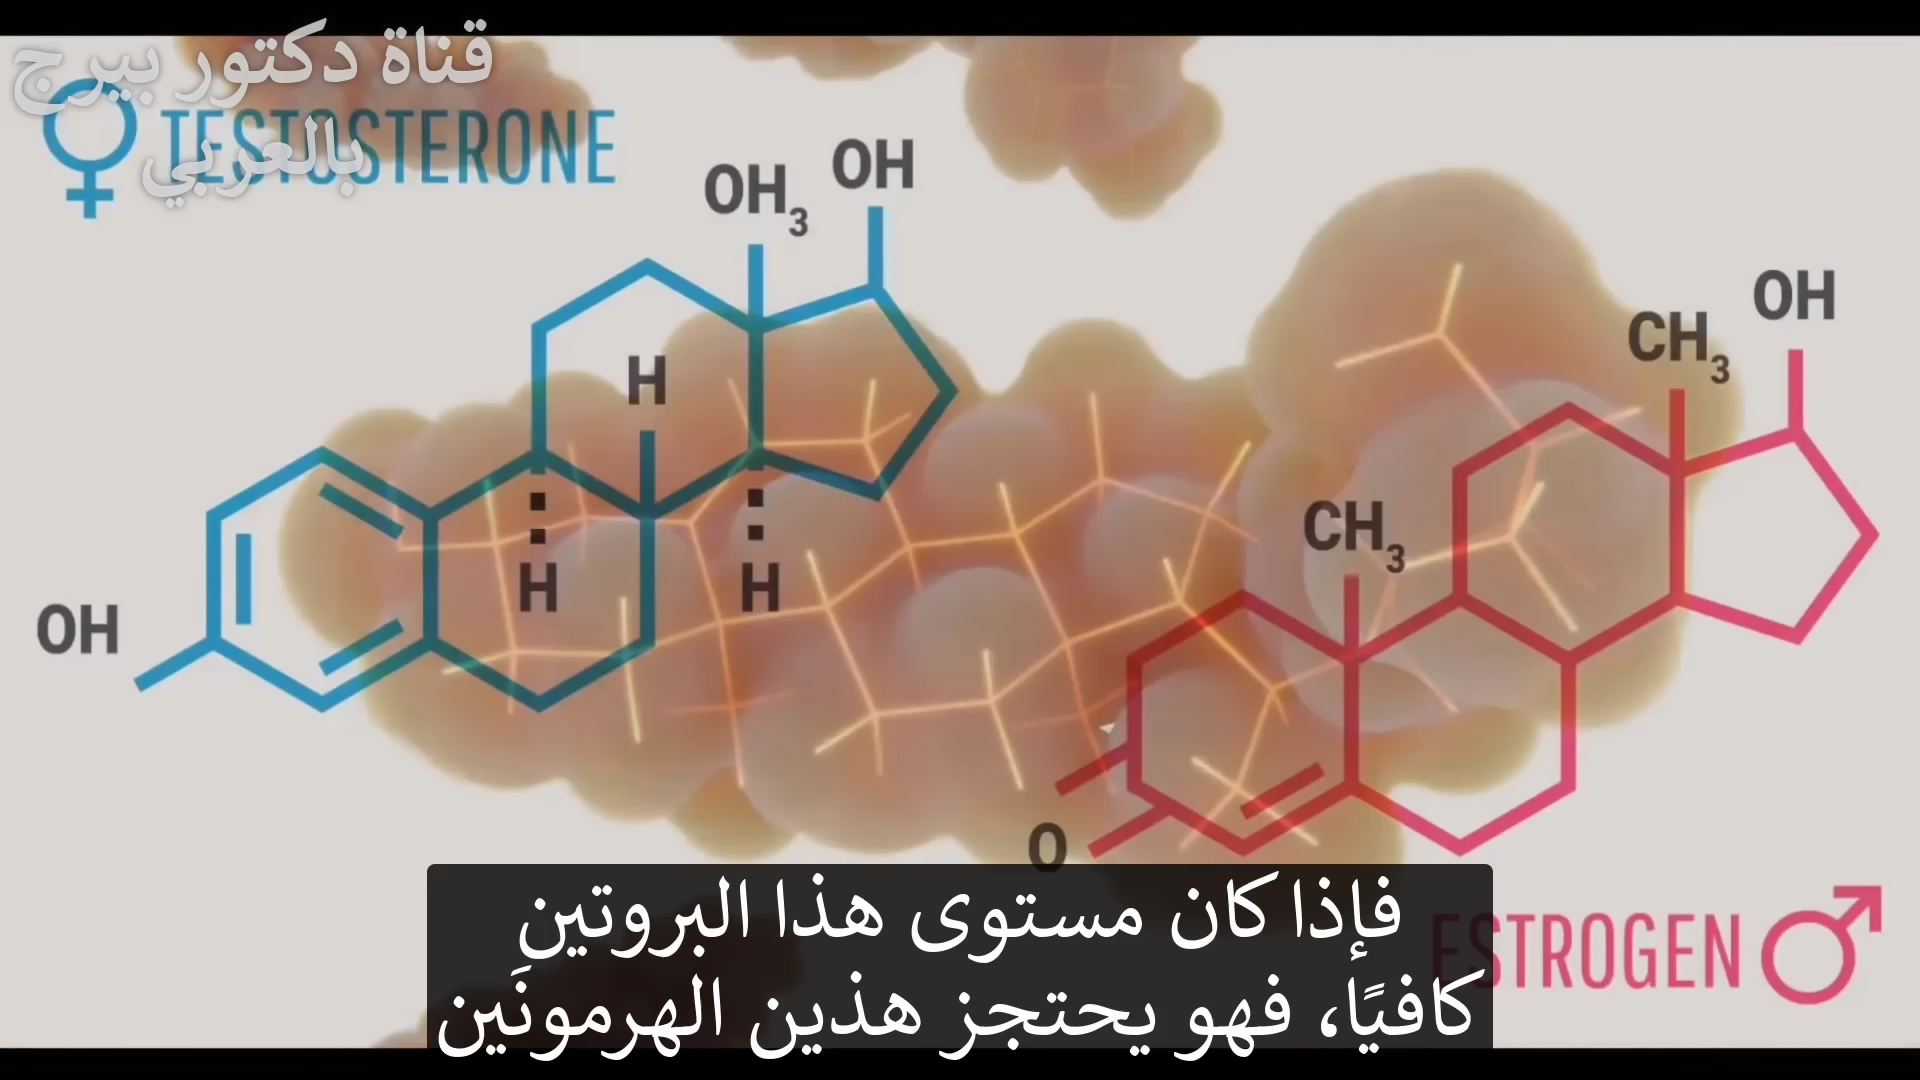 قناة دكتور بيرج
بالعربي
TESTOSTERONE
OH₃
OH
H
H
H
OH
OH
CH₃
CH₃
O
ESTROGEN
فإذا كان مستوى هذا البروتين
كافيًا، فهو يحتجز هذين الهرمونَين